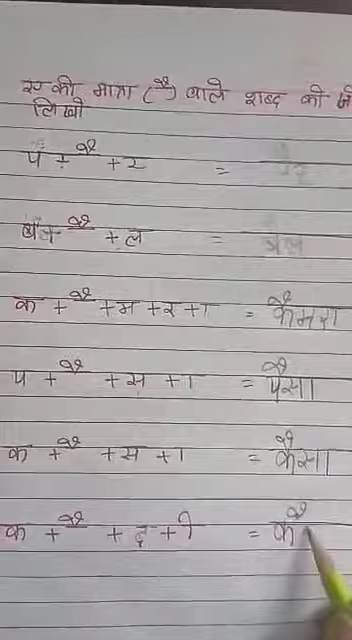 ऐ की मात्रा (ै) वाले शब्द को
लिखो
प + ै + र =
ब + ै + ल = बैल
क + ै + म + र + ा = कैमरा
प + ै + स + ा = पैसा
क + ै + स + ा = कैसा
क + ै + द + ी = कै